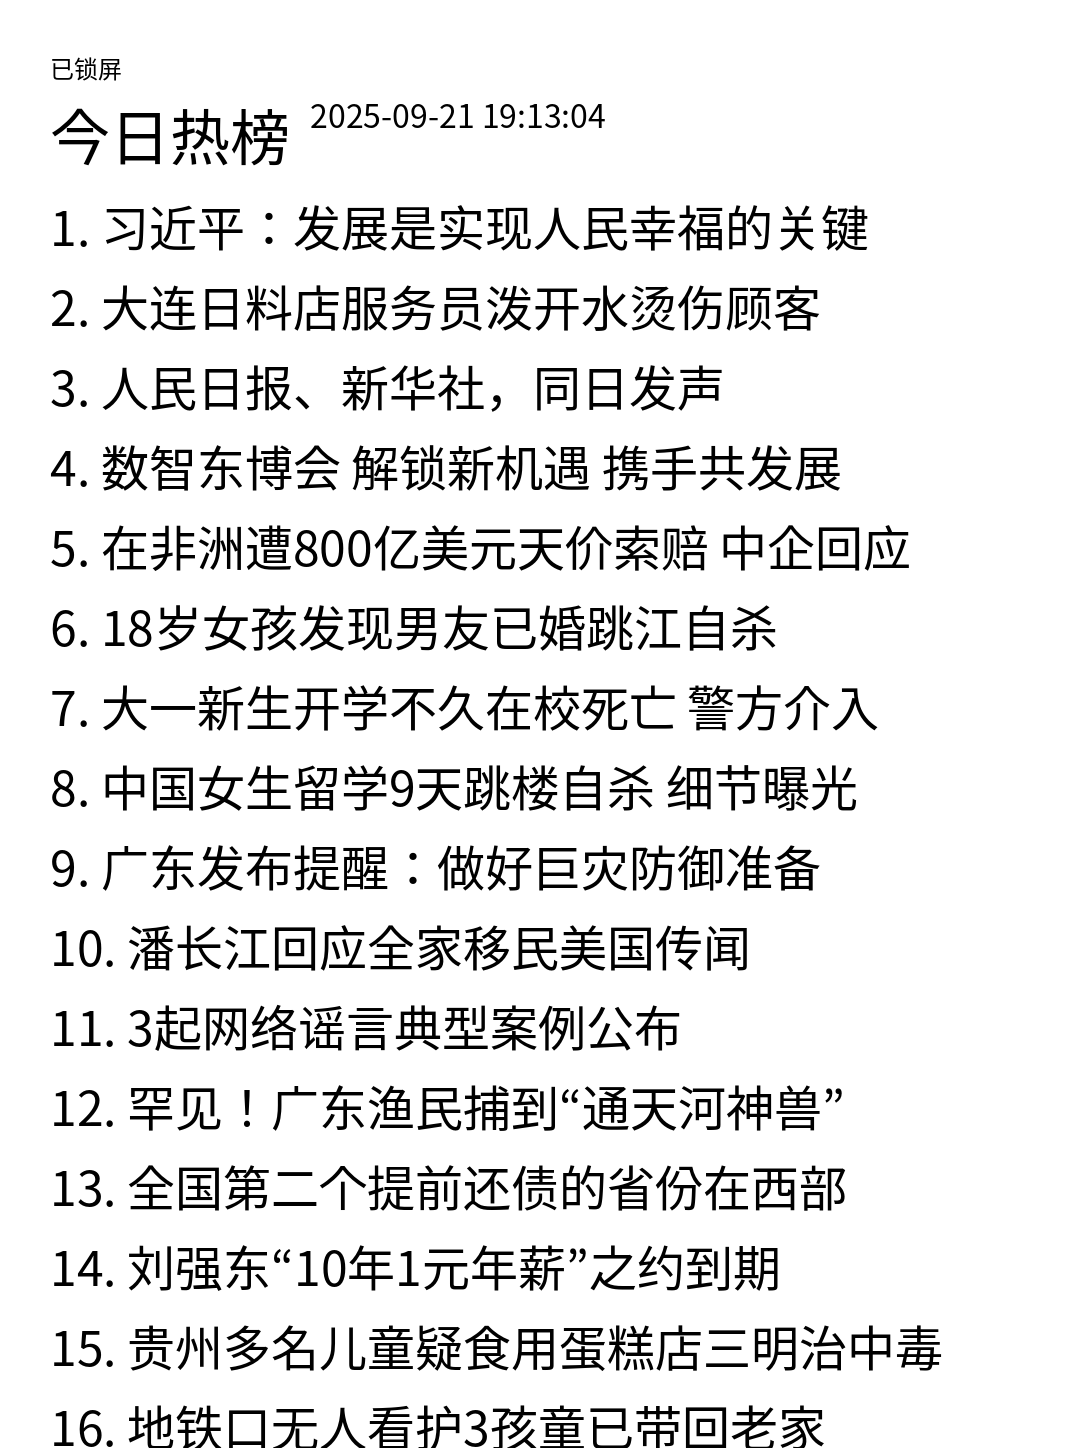 已锁屏
今日热榜 2025-09-21 19:13:04
1. 习近平：发展是实现人民幸福的关键
2. 大连日料店服务员泼开水烫伤顾客
3. 人民日报、新华社，同日发声
4. 数智东博会 解锁新机遇 携手共发展
5. 在非洲遭800亿美元天价索赔 中企回应
6. 18岁女孩发现男友已婚跳江自杀
7. 大一新生开学不久在校死亡 警方介入
8. 中国女生留学9天跳楼自杀 细节曝光
9. 广东发布提醒：做好巨灾防御准备
10. 潘长江回应全家移民美国传闻
11. 3起网络谣言典型案例公布
12. 罕见！广东渔民捕到“通天河神兽”
13. 全国第二个提前还债的省份在西部
14. 刘强东“10年1元年薪”之约到期
15. 贵州多名儿童疑食用蛋糕店三明治中毒
16. 地铁口无人看护3孩童已带回老家